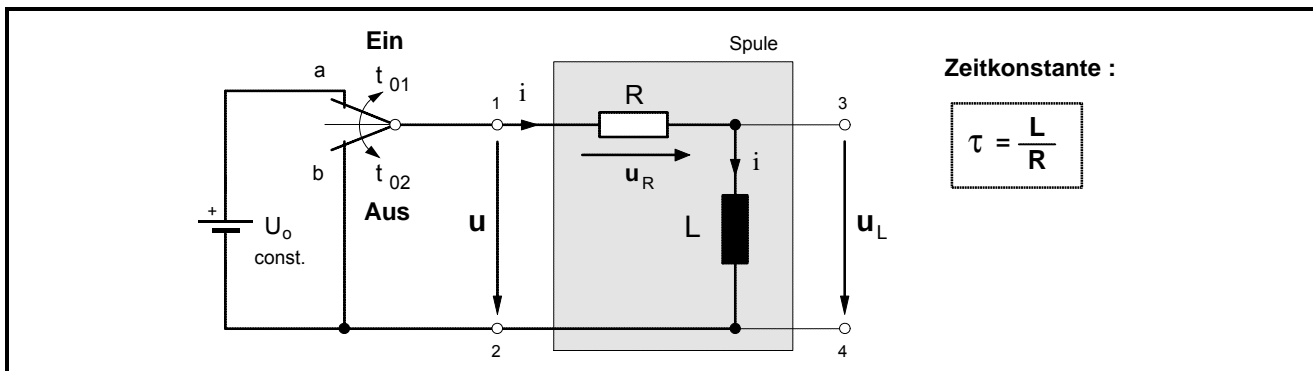 Ein
Spule
Zeitkonstante :
a
t 01
1
i
R
3
τ = L
R
b
t 02
u R
i
Aus
+
U o
const.
u
L
u L
2
4